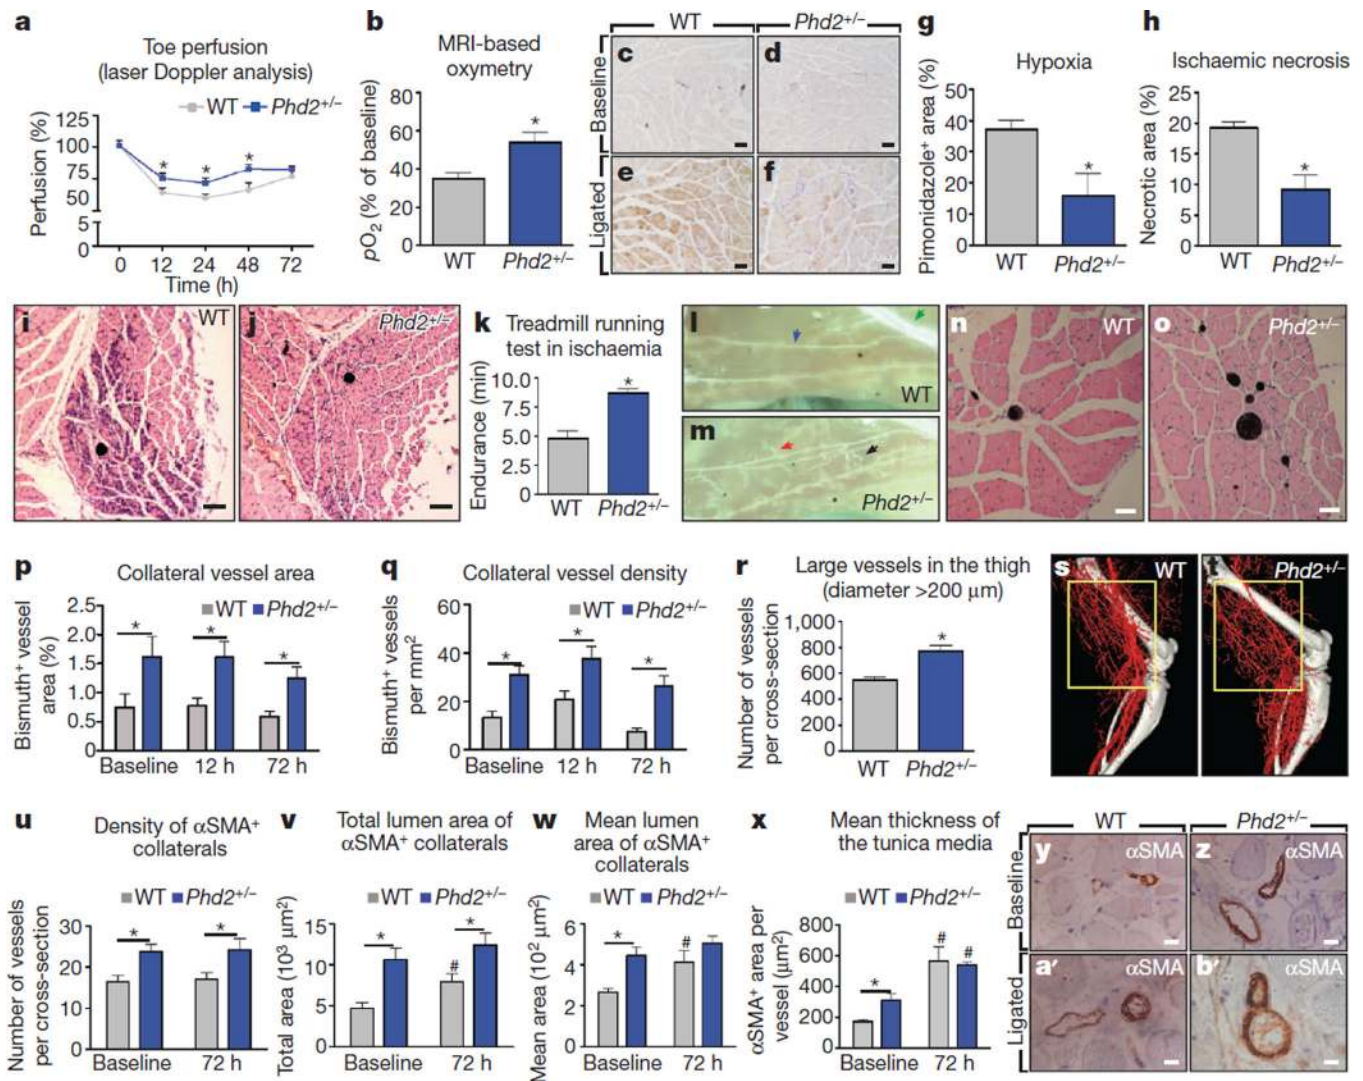 a
Toe perfusion
(laser Doppler analysis)
WT Phd2+/–
Perfusion (%)
125
75
50
5
0
* * *
0 12 24 48 72
Time (h)
b
MRI-based
oxymetry
pO2 (% of baseline)
80
60
40
20
0
*
WT Phd2+/–
WT Phd2+/–
Baseline
Ligated
c d
e f
g
Hypoxia
Pimonidazole+ area (%)
50
40
30
20
10
0
*
WT Phd2+/–
h
Ischaemic necrosis
Necrotic area (%)
25
20
15
10
5
0
*
WT Phd2+/–
i WT
j Phd2+/–
k Treadmill running
test in ischaemia
Endurance (min)
10.0
7.5
5.0
2.5
0
*
WT Phd2+/–
l WT
m Phd2+/–
n WT
o Phd2+/–
p
Collateral vessel area
WT Phd2+/–
Bismuth+ vessel
area (%)
2.5
2.0
1.5
1.0
0.5
0
* * *
Baseline 12 h 72 h
q
Collateral vessel density
WT Phd2+/–
Bismuth+ vessels
per mm2
60
40
20
0
* * *
Baseline 12 h 72 h
r Large vessels in the thigh
(diameter >200 µm)
Number of vessels
per cross-section
1,000
800
600
400
200
0
*
WT Phd2+/–
s WT
Phd2+/–
u
Density of αSMA+
collaterals
WT Phd2+/–
Number of vessels
per cross-section
30
20
10
0
* *
Baseline 72 h
v
Total lumen area of
αSMA+ collaterals
WT Phd2+/–
Total area (103 µm2)
15
10
5
0
* # *
Baseline 72 h
w
Mean lumen
area of αSMA+
collaterals
WT Phd2+/–
Mean area (102 µm2)
6
4
2
0
* #
Baseline 72 h
x
Mean thickness of
the tunica media
WT Phd2+/–
αSMA+ area per
vessel (µm2)
800
600
400
200
0
* # #
Baseline 72 h
WT Phd2+/–
Baseline
Ligated
y αSMA
z αSMA
a′ αSMA
b′ αSMA